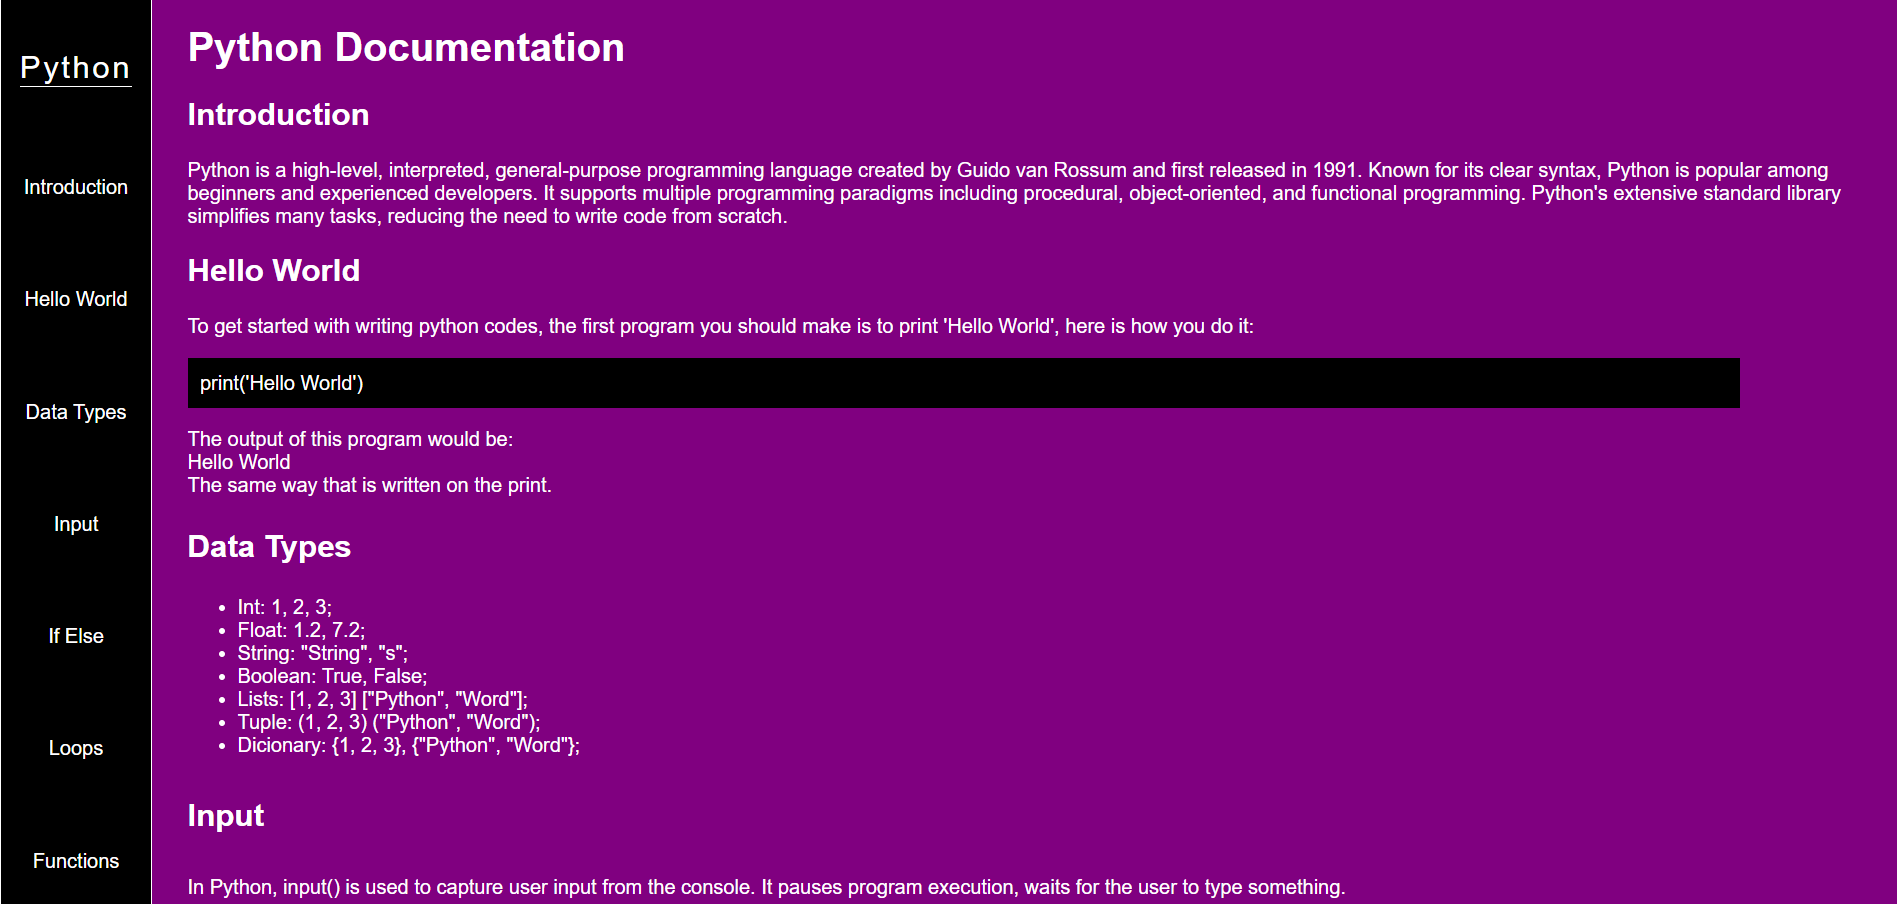 Python
Introduction
Hello World
Data Types
Input
If Else
Loops
Functions
Python Documentation
Introduction
Python is a high-level, interpreted, general-purpose programming language created by Guido van Rossum and first released in 1991. Known for its clear syntax, Python is popular among
beginners and experienced developers. It supports multiple programming paradigms including procedural, object-oriented, and functional programming. Python's extensive standard library
simplifies many tasks, reducing the need to write code from scratch.
Hello World
To get started with writing python codes, the first program you should make is to print 'Hello World', here is how you do it:
print('Hello World')
The output of this program would be:
Hello World
The same way that is written on the print.
Data Types
• Int: 1, 2, 3;
• Float: 1.2, 7.2;
• String: "String", "s";
• Boolean: True, False;
• Lists: [1, 2, 3] ["Python", "Word"];
• Tuple: (1, 2, 3) ("Python", "Word");
• Dicionary: {1, 2, 3}, {"Python", "Word"};
Input
In Python, input() is used to capture user input from the console. It pauses program execution, waits for the user to type something.